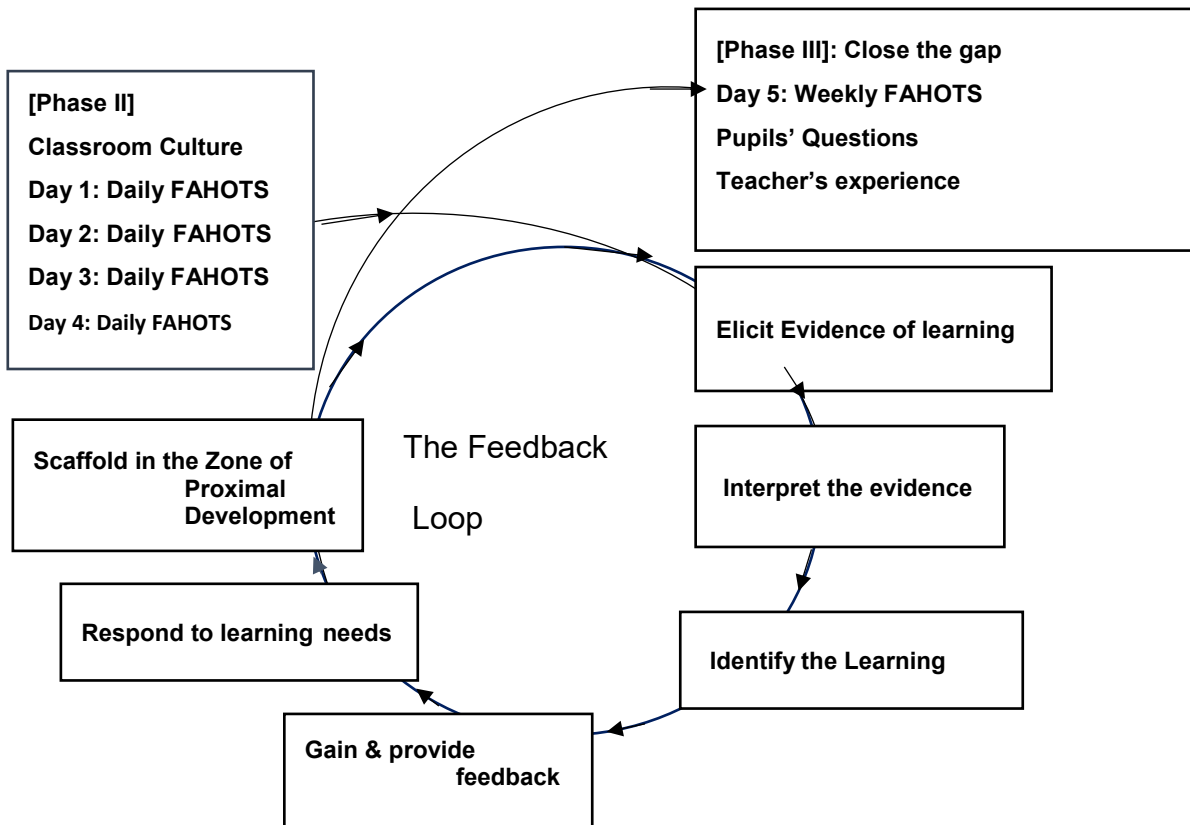 [Phase II]
Classroom Culture
Day 1: Daily FAHOTS
Day 2: Daily FAHOTS
Day 3: Daily FAHOTS
Day 4: Daily FAHOTS
[Phase III]: Close the gap
Day 5: Weekly FAHOTS
Pupils’ Questions
Teacher’s experience
Elicit Evidence of learning
Interpret the evidence
Identify the Learning
Gain & provide
feedback
Respond to learning needs
Scaffold in the Zone of
Proximal
Development
The Feedback
Loop